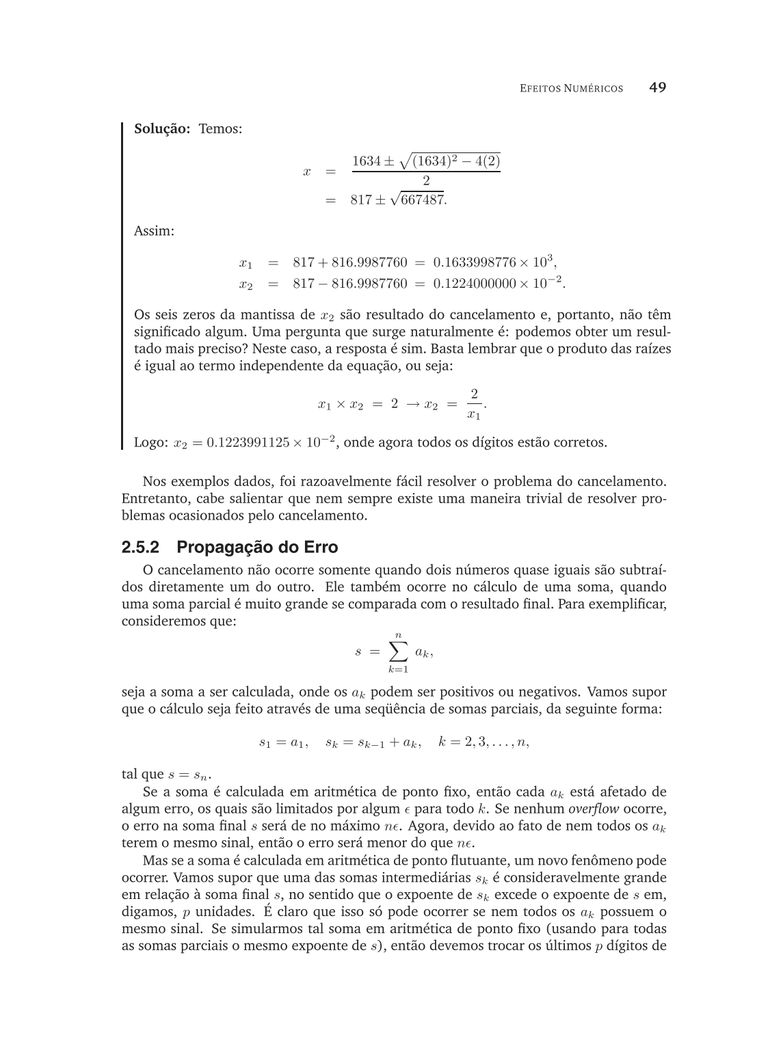 EFEITOS NUMÉRICOS 49
Solução: Temos:
x = \frac{1634 ± \sqrt{(1634)^2 − 4(2)}}{2}
= 817 ± \sqrt{667487}.
Assim:
x_1 = 817 + 816.9987760 = 0.1633998776 × 10^3,
x_2 = 817 − 816.9987760 = 0.1224000000 × 10^{−2}.
Os seis zeros da mantissa de x_2 são resultado do cancelamento e, portanto, não têm
significado algum. Uma pergunta que surge naturalmente é: podemos obter um resul-
tado mais preciso? Neste caso, a resposta é sim. Basta lembrar que o produto das raízes
é igual ao termo independente da equação, ou seja:
x_1 × x_2 = 2 → x_2 = \frac{2}{x_1}.
Logo: x_2 = 0.1223991125 × 10^{−2}, onde agora todos os dígitos estão corretos.
Nos exemplos dados, foi razoavelmente fácil resolver o problema do cancelamento.
Entretanto, cabe salientar que nem sempre existe uma maneira trivial de resolver pro-
blemas ocasionados pelo cancelamento.
2.5.2 Propagação do Erro
O cancelamento não ocorre somente quando dois números quase iguais são subtraí-
dos diretamente um do outro. Ele também ocorre no cálculo de uma soma, quando
uma soma parcial é muito grande se comparada com o resultado final. Para exemplificar,
consideremos que:
s = \sum_{k=1}^{n} a_k,
seja a soma a ser calculada, onde os a_k podem ser positivos ou negativos. Vamos supor
que o cálculo seja feito através de uma seqüência de somas parciais, da seguinte forma:
s_1 = a_1, s_k = s_{k−1} + a_k, k = 2, 3, . . . , n,
tal que s = s_n.
Se a soma é calculada em aritmética de ponto fixo, então cada a_k está afetado de
algum erro, os quais são limitados por algum ϵ para todo k. Se nenhum overflow ocorre,
o erro na soma final s será de no máximo nϵ. Agora, devido ao fato de nem todos os a_k
terem o mesmo sinal, então o erro será menor do que nϵ.
Mas se a soma é calculada em aritmética de ponto flutuante, um novo fenômeno pode
ocorrer. Vamos supor que uma das somas intermediárias s_k é consideravelmente grande
em relação à soma final s, no sentido que o expoente de s_k excede o expoente de s em,
digamos, p unidades. É claro que isso só pode ocorrer se nem todos os a_k possuem o
mesmo sinal. Se simularmos tal soma em aritmética de ponto fixo (usando para todas
as somas parciais o mesmo expoente de s), então devemos trocar os últimos p dígitos de